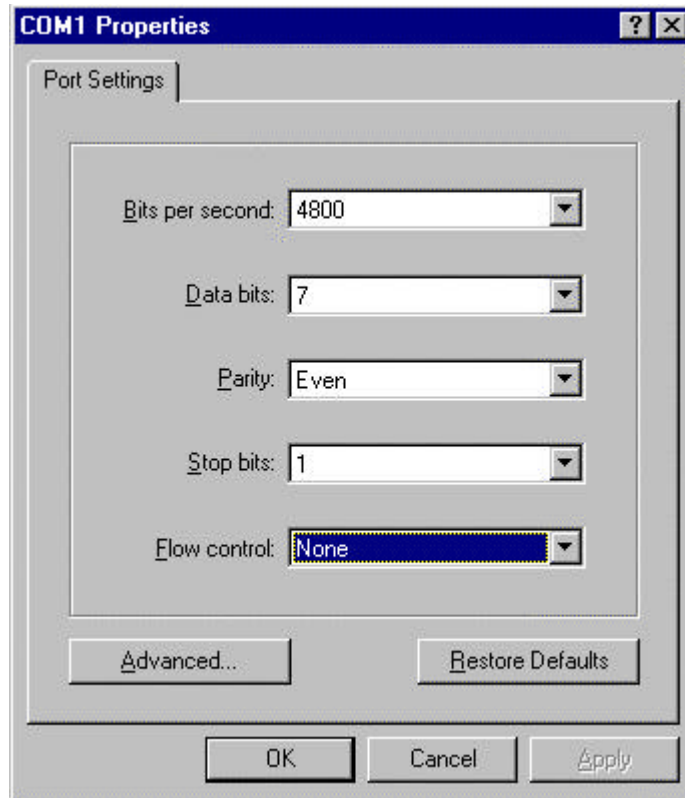 COM1 Properties ? X
Port Settings
Bits per second: 4800
Data bits: 7
Parity: Even
Stop bits: 1
Flow control: None
Advanced... Restore Defaults
OK Cancel Apply